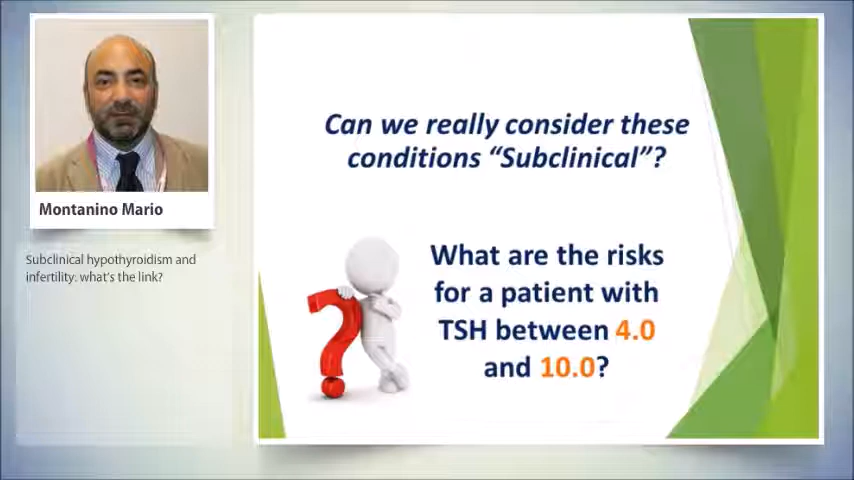 Montanino Mario
Subclinical hypothyroidism and
infertility: what's the link?
Can we really consider these
conditions “Subclinical”?
What are the risks
for a patient with
TSH between 4.0
and 10.0?